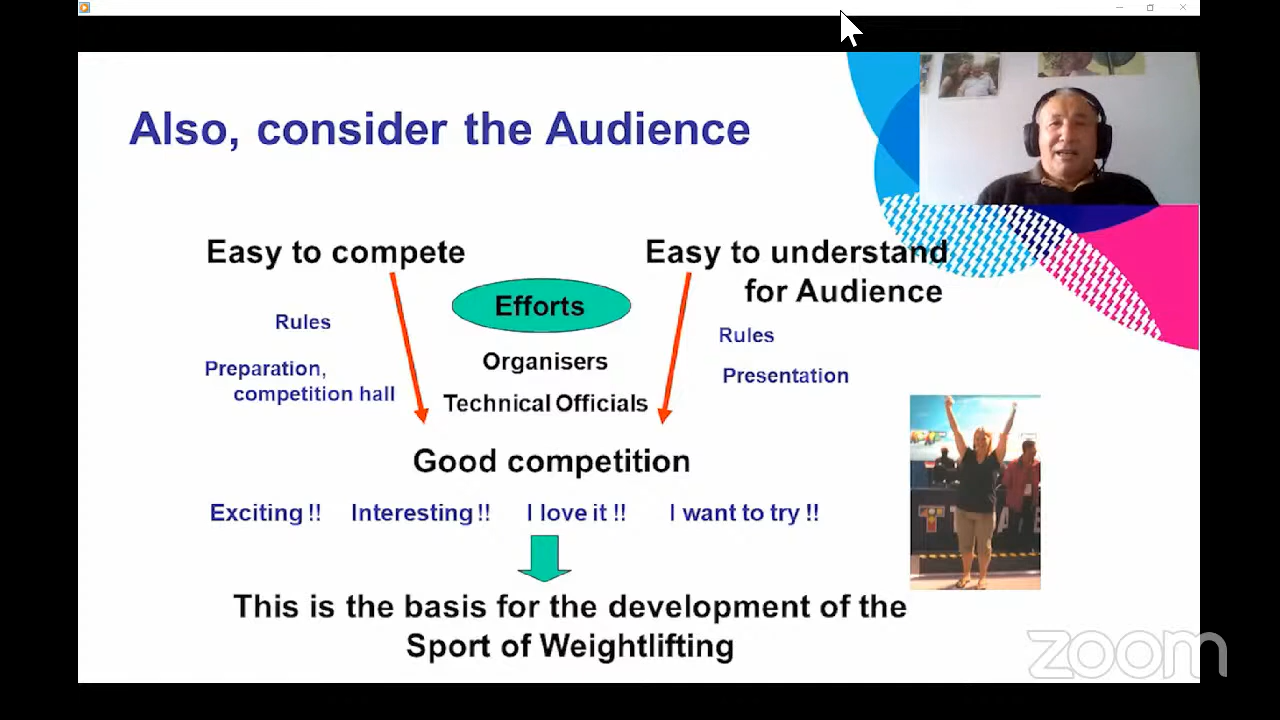 Also, consider the Audience
Easy to compete
Easy to understand
for Audience
Efforts
Rules
Rules
Organisers
Preparation,
competition hall
Presentation
Technical Officials
Good competition
Exciting !! Interesting !! I love it !! I want to try !!
This is the basis for the development of the
Sport of Weightlifting
zoom